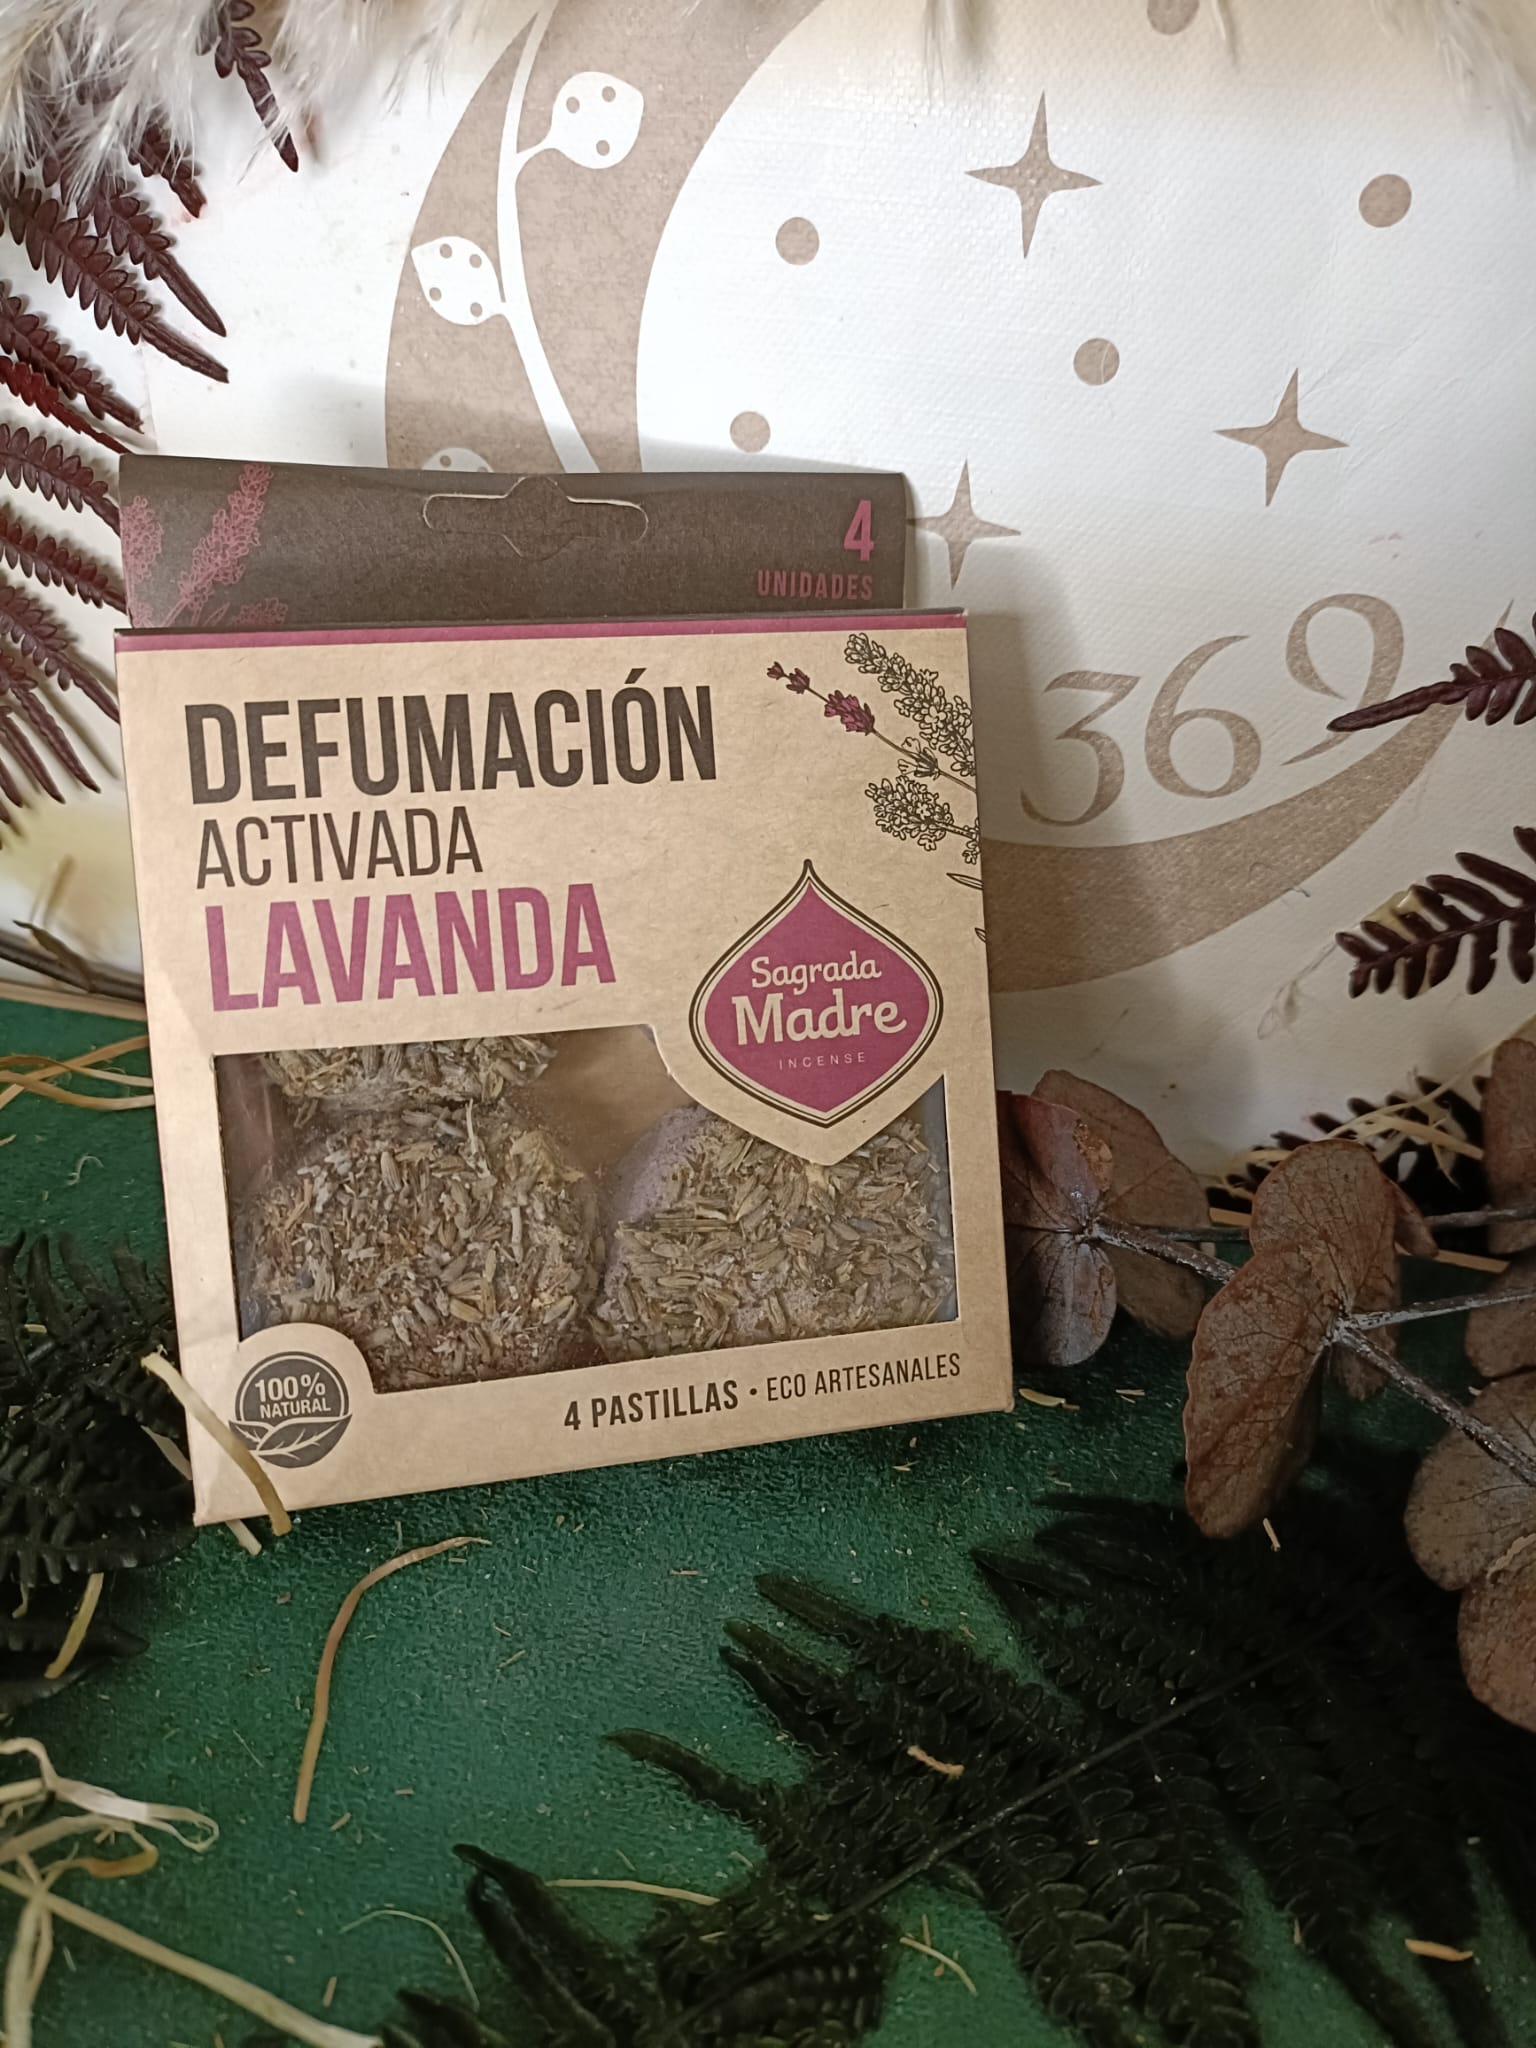 4
UNIDADES
DEFUMACIÓN
ACTIVADA
LAVANDA
Sagrada
Madre
INCENSE
100%
NATURAL
4 PASTILLAS • ECO ARTESANALES
369